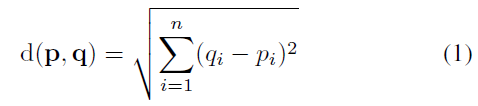 d(p, q) = √∑_{i=1}^{n} (q_i − p_i)^2 (1)